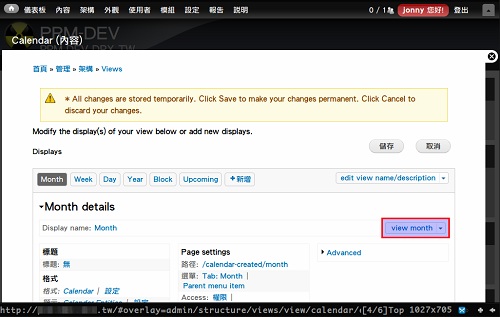 儀表板 內容 架構 外觀 使用者 模組 設定 報告 說明 0 / 1 jonny 您好! 登出
PRM-DEV
Calendar (內容)
首頁 » 管理 » 架構 » Views
* All changes are stored temporarily. Click Save to make your changes permanent. Click Cancel to discard your changes.
Modify the display(s) of your view below or add new displays.
儲存 取消
Displays
Month Week Day Year Block Upcoming +新增 edit view name/description
Month details
Display name: Month view month
標題
標題: 無
格式
格式: Calendar | 設定
Page settings
路徑: /calendar-created/month
選單: Tab: Month |
Parent menu item
Access: 權限 |
Advanced
http:// .tw/#overlay=admin/structure/views/view/calendar/ [4/6]Top 1027x705